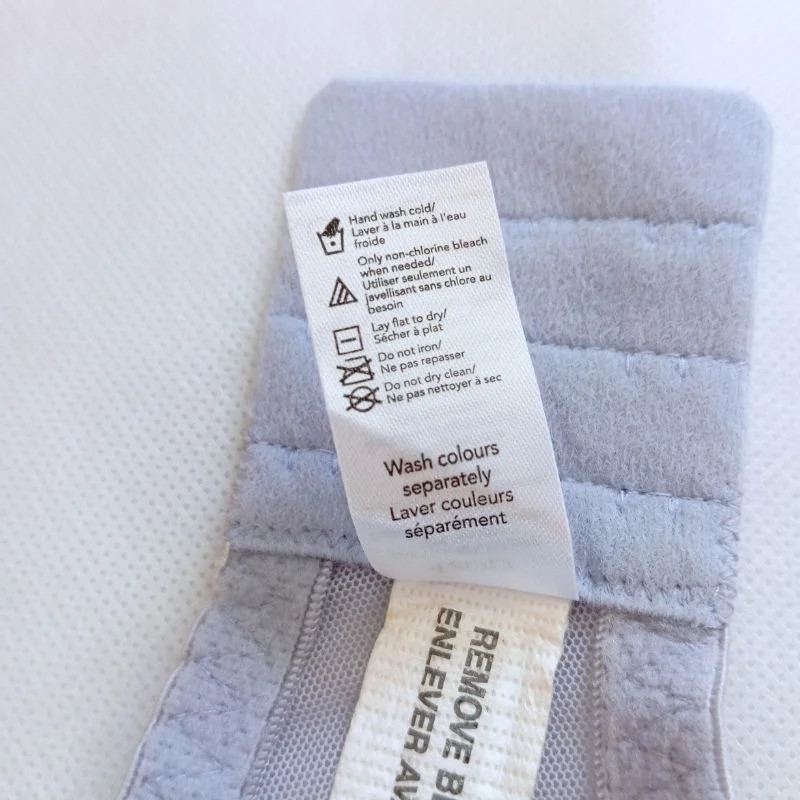 Hand wash cold/
Laver à la main à l'eau
froide
Only non-chlorine bleach
when needed/
Utiliser seulement un
javellisant sans chlore au
besoin
Lay flat to dry/
Sécher à plat
Do not iron/
Ne pas repasser
Do not dry clean/
Ne pas nettoyer à sec
Wash colours
separately
Laver couleurs
séparément
REMOVE
ENLEVER